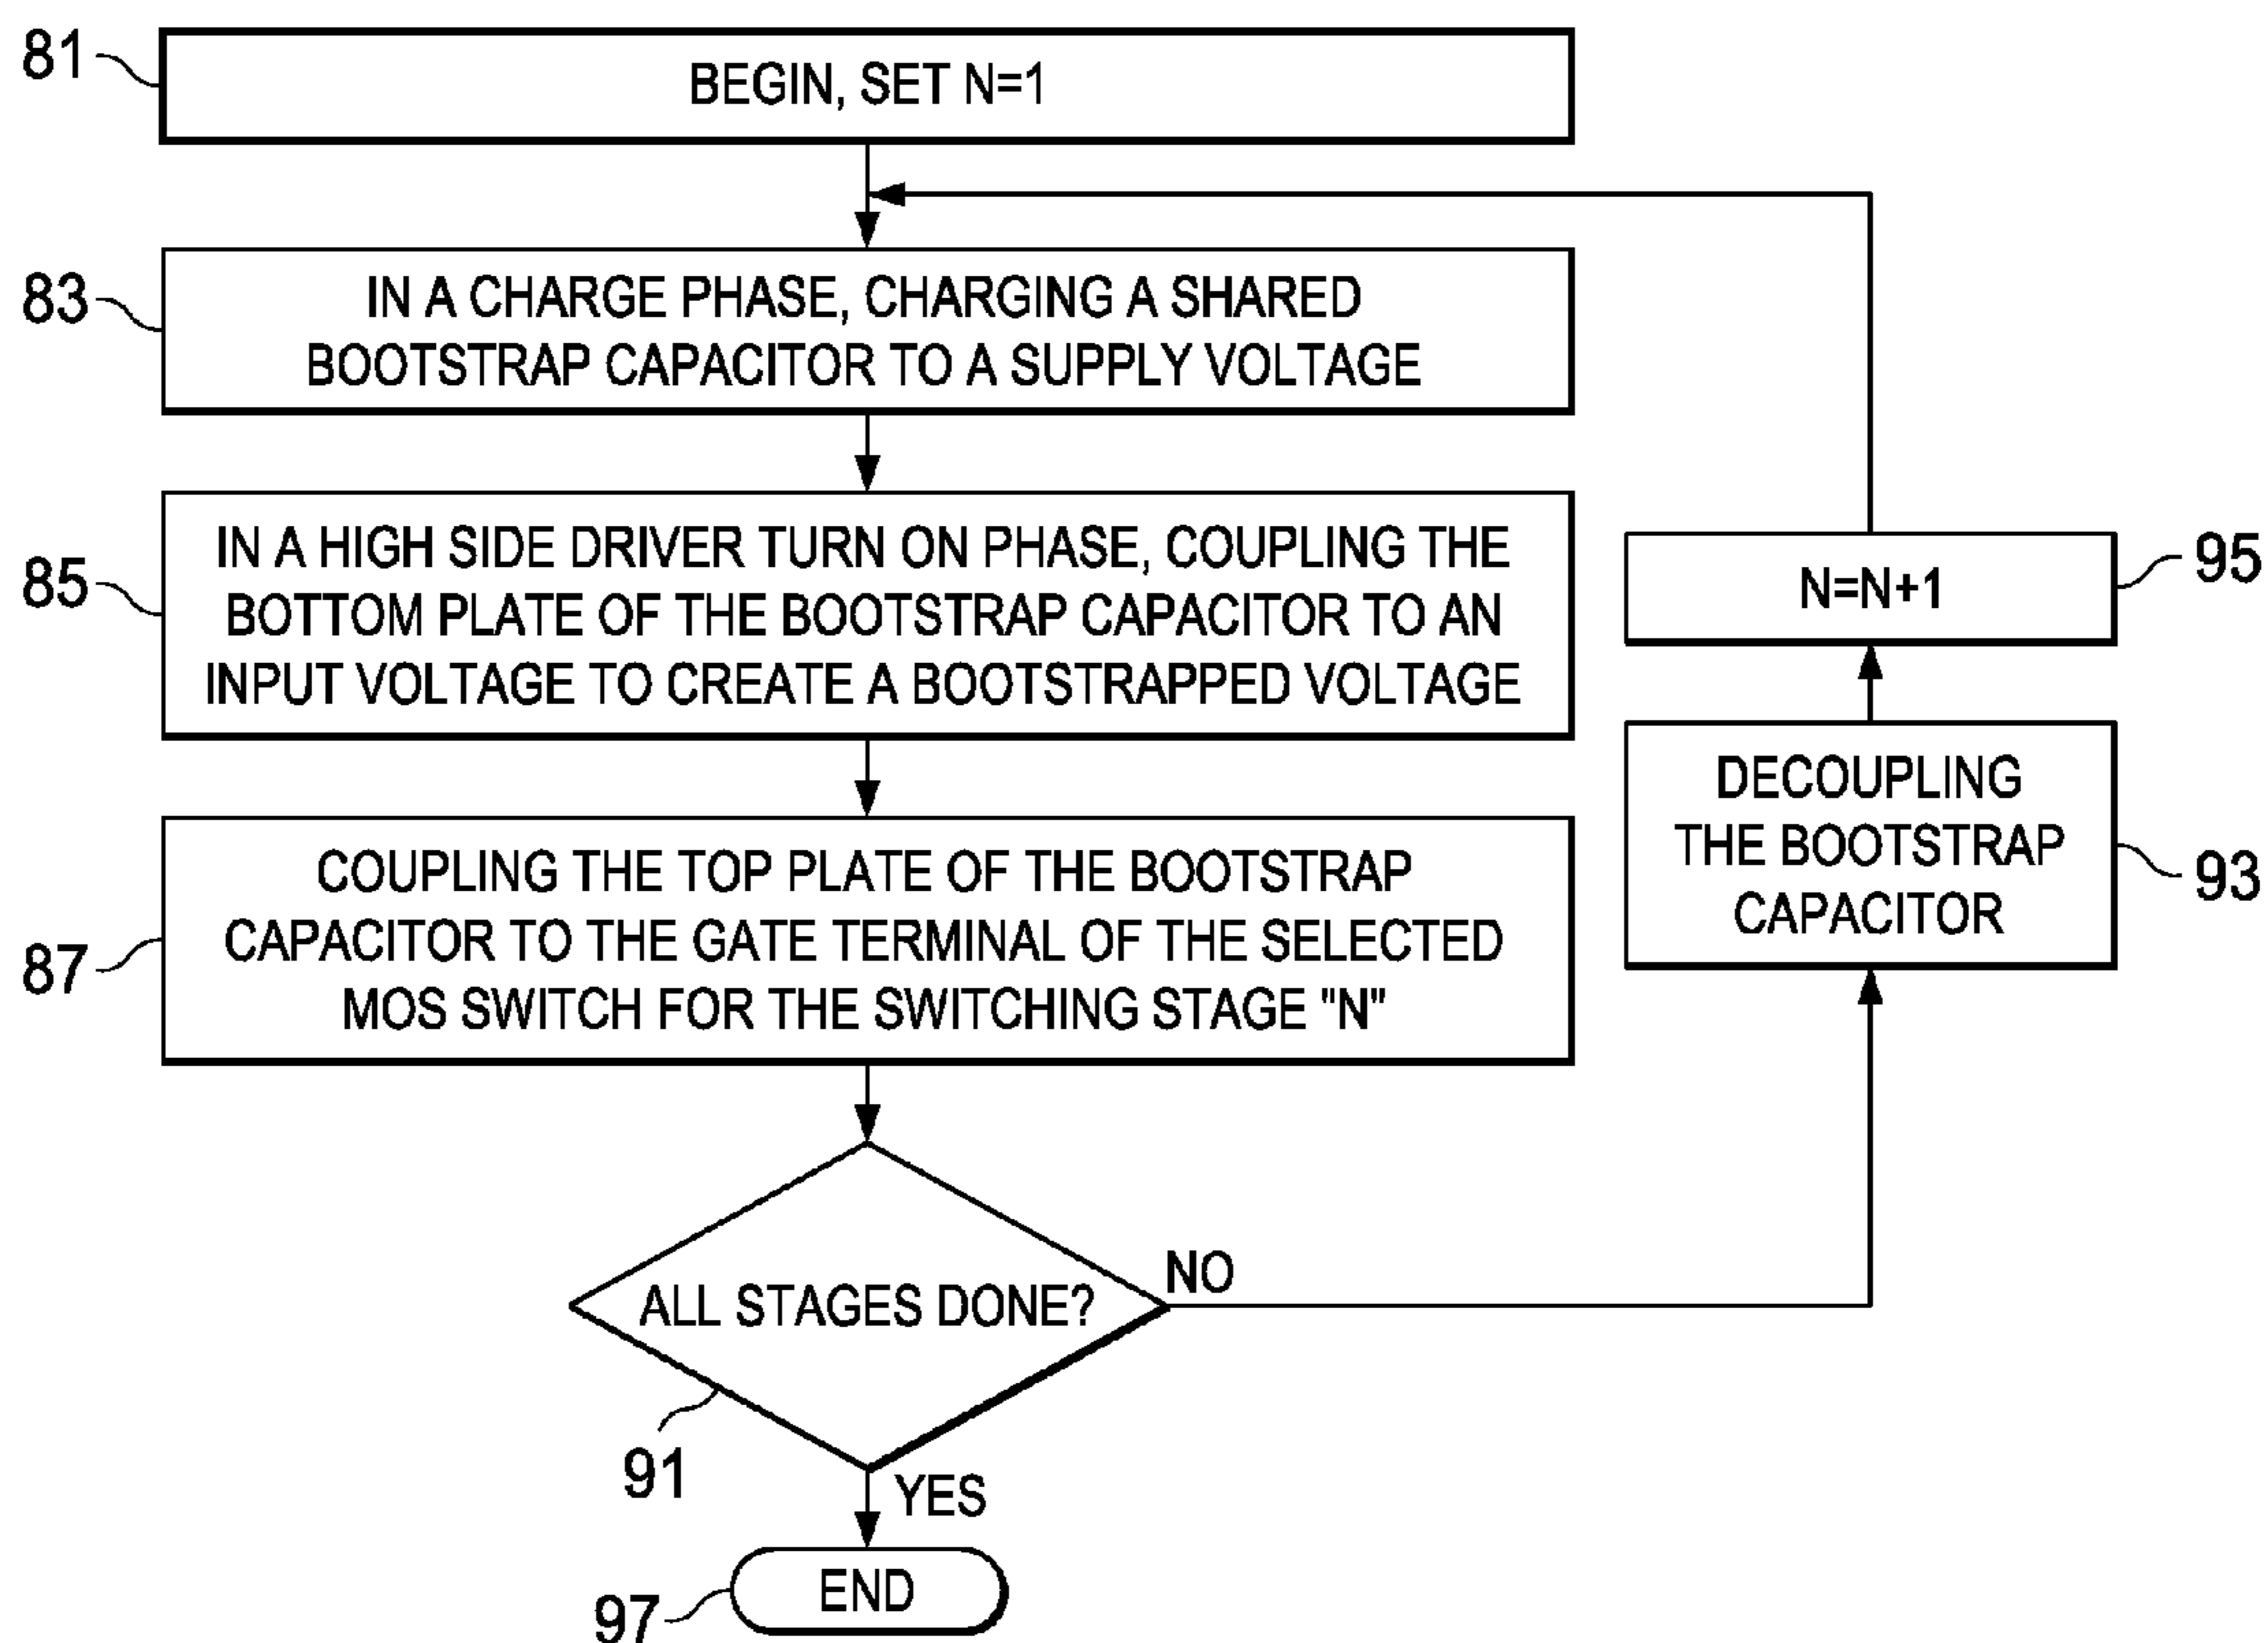 81
BEGIN, SET N=1
83
IN A CHARGE PHASE, CHARGING A SHARED
BOOTSTRAP CAPACITOR TO A SUPPLY VOLTAGE
85
IN A HIGH SIDE DRIVER TURN ON PHASE, COUPLING THE
BOTTOM PLATE OF THE BOOTSTRAP CAPACITOR TO AN
INPUT VOLTAGE TO CREATE A BOOTSTRAPPED VOLTAGE
87
COUPLING THE TOP PLATE OF THE BOOTSTRAP
CAPACITOR TO THE GATE TERMINAL OF THE SELECTED
MOS SWITCH FOR THE SWITCHING STAGE "N"
ALL STAGES DONE?
91
NO
YES
END
97
DECOUPLING
THE BOOTSTRAP
CAPACITOR
93
N=N+1
95